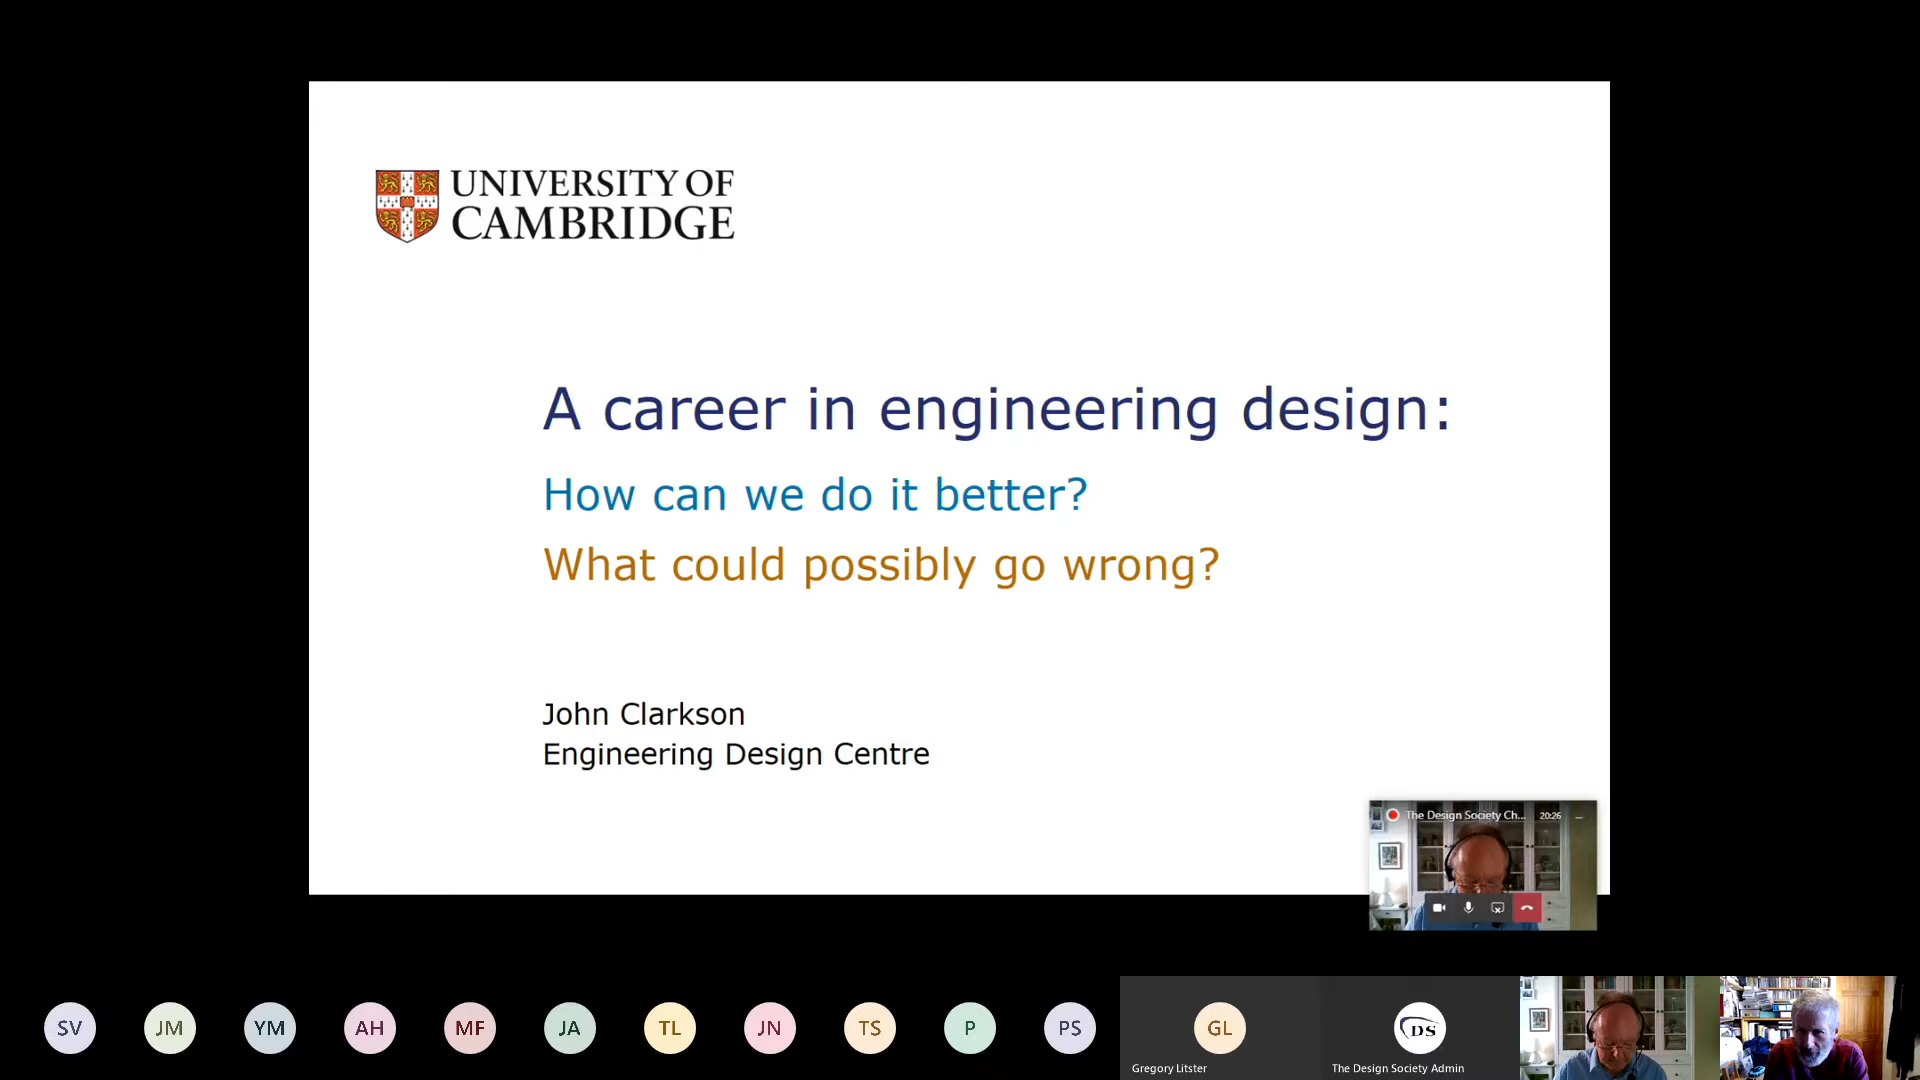 UNIVERSITY OF
CAMBRIDGE
A career in engineering design:
How can we do it better?
What could possibly go wrong?
John Clarkson
Engineering Design Centre
The Design Society Ch... 20:26
SV JM YM AH MF JA TL JN TS P PS GL DS
Gregory Litster
The Design Society Admin